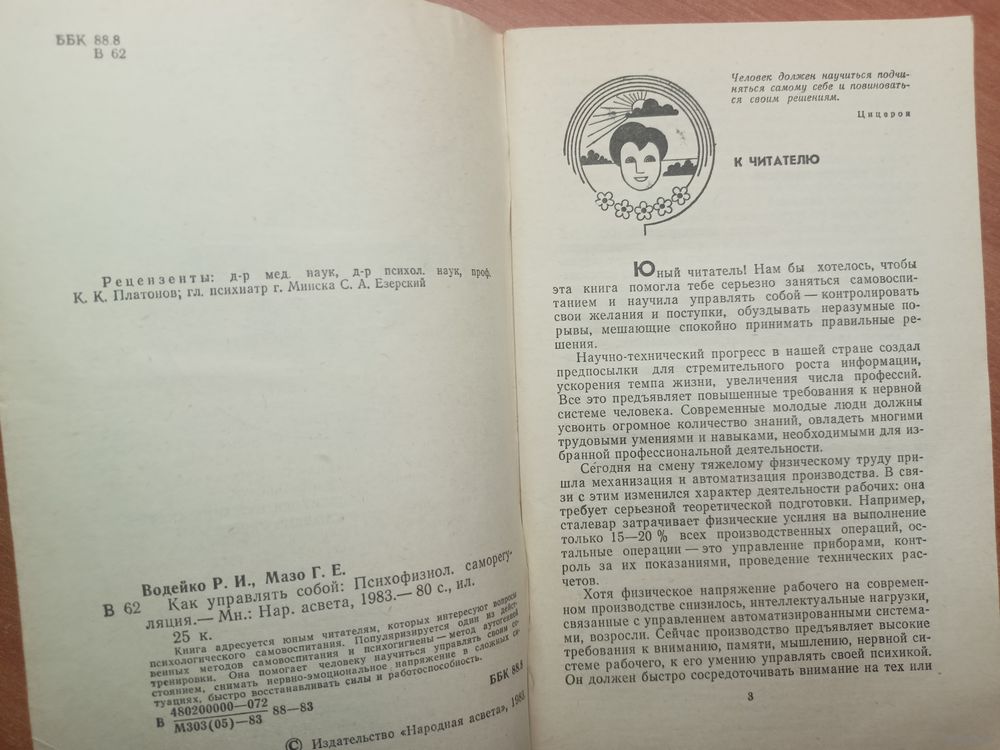 ББК 88.8
В 62
Рецензенты: д-р мед. наук, д-р психол. наук, проф.
К. К. Платонов; гл. психиатр г. Минска С. А. Езерский
Водейко Р. И., Мазо Г. Е.
В 62 Как управлять собой: Психофизиол. саморегу-
ляция.— Мн.: Нар. асвета, 1983.— 80 с., ил.
25 к.
Книга адресуется юным читателям, которых интересуют вопросы
психологического самовоспитания. Популяризируется один из дейст-
венных методов самовоспитания и психогигиены — метод аутогенной
тренировки. Она помогает человеку научиться управлять своим со-
стоянием, снимать нервно-эмоциональное напряжение в сложных си-
туациях, быстро восстанавливать силы и работоспособность.
В 480200000—072 88—83
М303(05)—83
ББК 88.8
© Издательство «Народная асвета», 1983
Человек должен научиться подчи-
няться самому себе и повиновать-
ся своим решениям.
Цицерон
К ЧИТАТЕЛЮ
Юный читатель! Нам бы хотелось, чтобы
эта книга помогла тебе серьезно заняться самовоспи-
танием и научила управлять собой — контролировать
свои желания и поступки, обуздывать неразумные по-
рывы, мешающие спокойно принимать правильные ре-
шения.
Научно-технический прогресс в нашей стране создал
предпосылки для стремительного роста информации,
ускорения темпа жизни, увеличения числа профессий.
Все это предъявляет повышенные требования к нервной
системе человека. Современные молодые люди должны
усвоить огромное количество знаний, овладеть многими
трудовыми умениями и навыками, необходимыми для из-
бранной профессиональной деятельности.
Сегодня на смену тяжелому физическому труду при-
шла механизация и автоматизация производства. В свя-
зи с этим изменился характер деятельности рабочих: она
требует серьезной теоретической подготовки. Например,
сталевар затрачивает физические усилия на выполнение
только 15—20 % всех производственных операций, ос-
тальные операции — это управление приборами, конт-
роль за их показаниями, проведение технических рас-
четов.
Хотя физическое напряжение рабочего на современ-
ном производстве снизилось, интеллектуальные нагрузки,
связанные с управлением автоматизированными система-
ми, возросли. Сейчас производство предъявляет высокие
требования к вниманию, памяти, мышлению, нервной си-
стеме рабочего, к его умению управлять своей психикой.
Он должен быстро сосредоточивать внимание на тех или
3